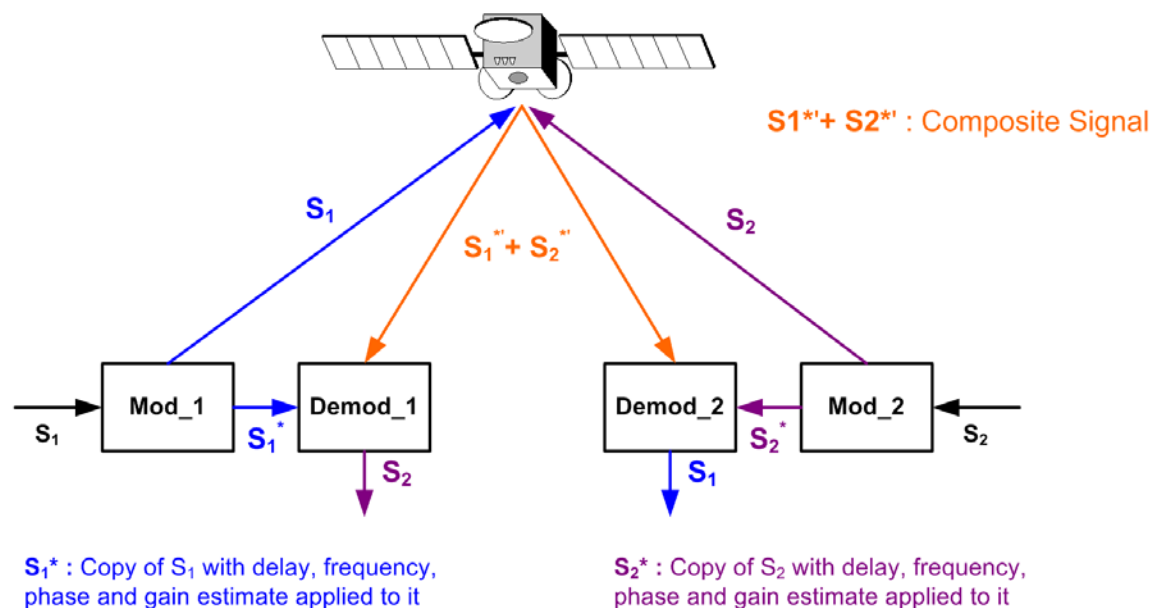 S1*'+ S2*' : Composite Signal
S₁
S₂
S₁*'+ S₂*'
Mod_1
Demod_1
Demod_2
Mod_2
S₁
S₁*
S₂*
S₂
S₂
S₁
S₁* : Copy of S₁ with delay, frequency,
phase and gain estimate applied to it
S₂* : Copy of S₂ with delay, frequency,
phase and gain estimate applied to it